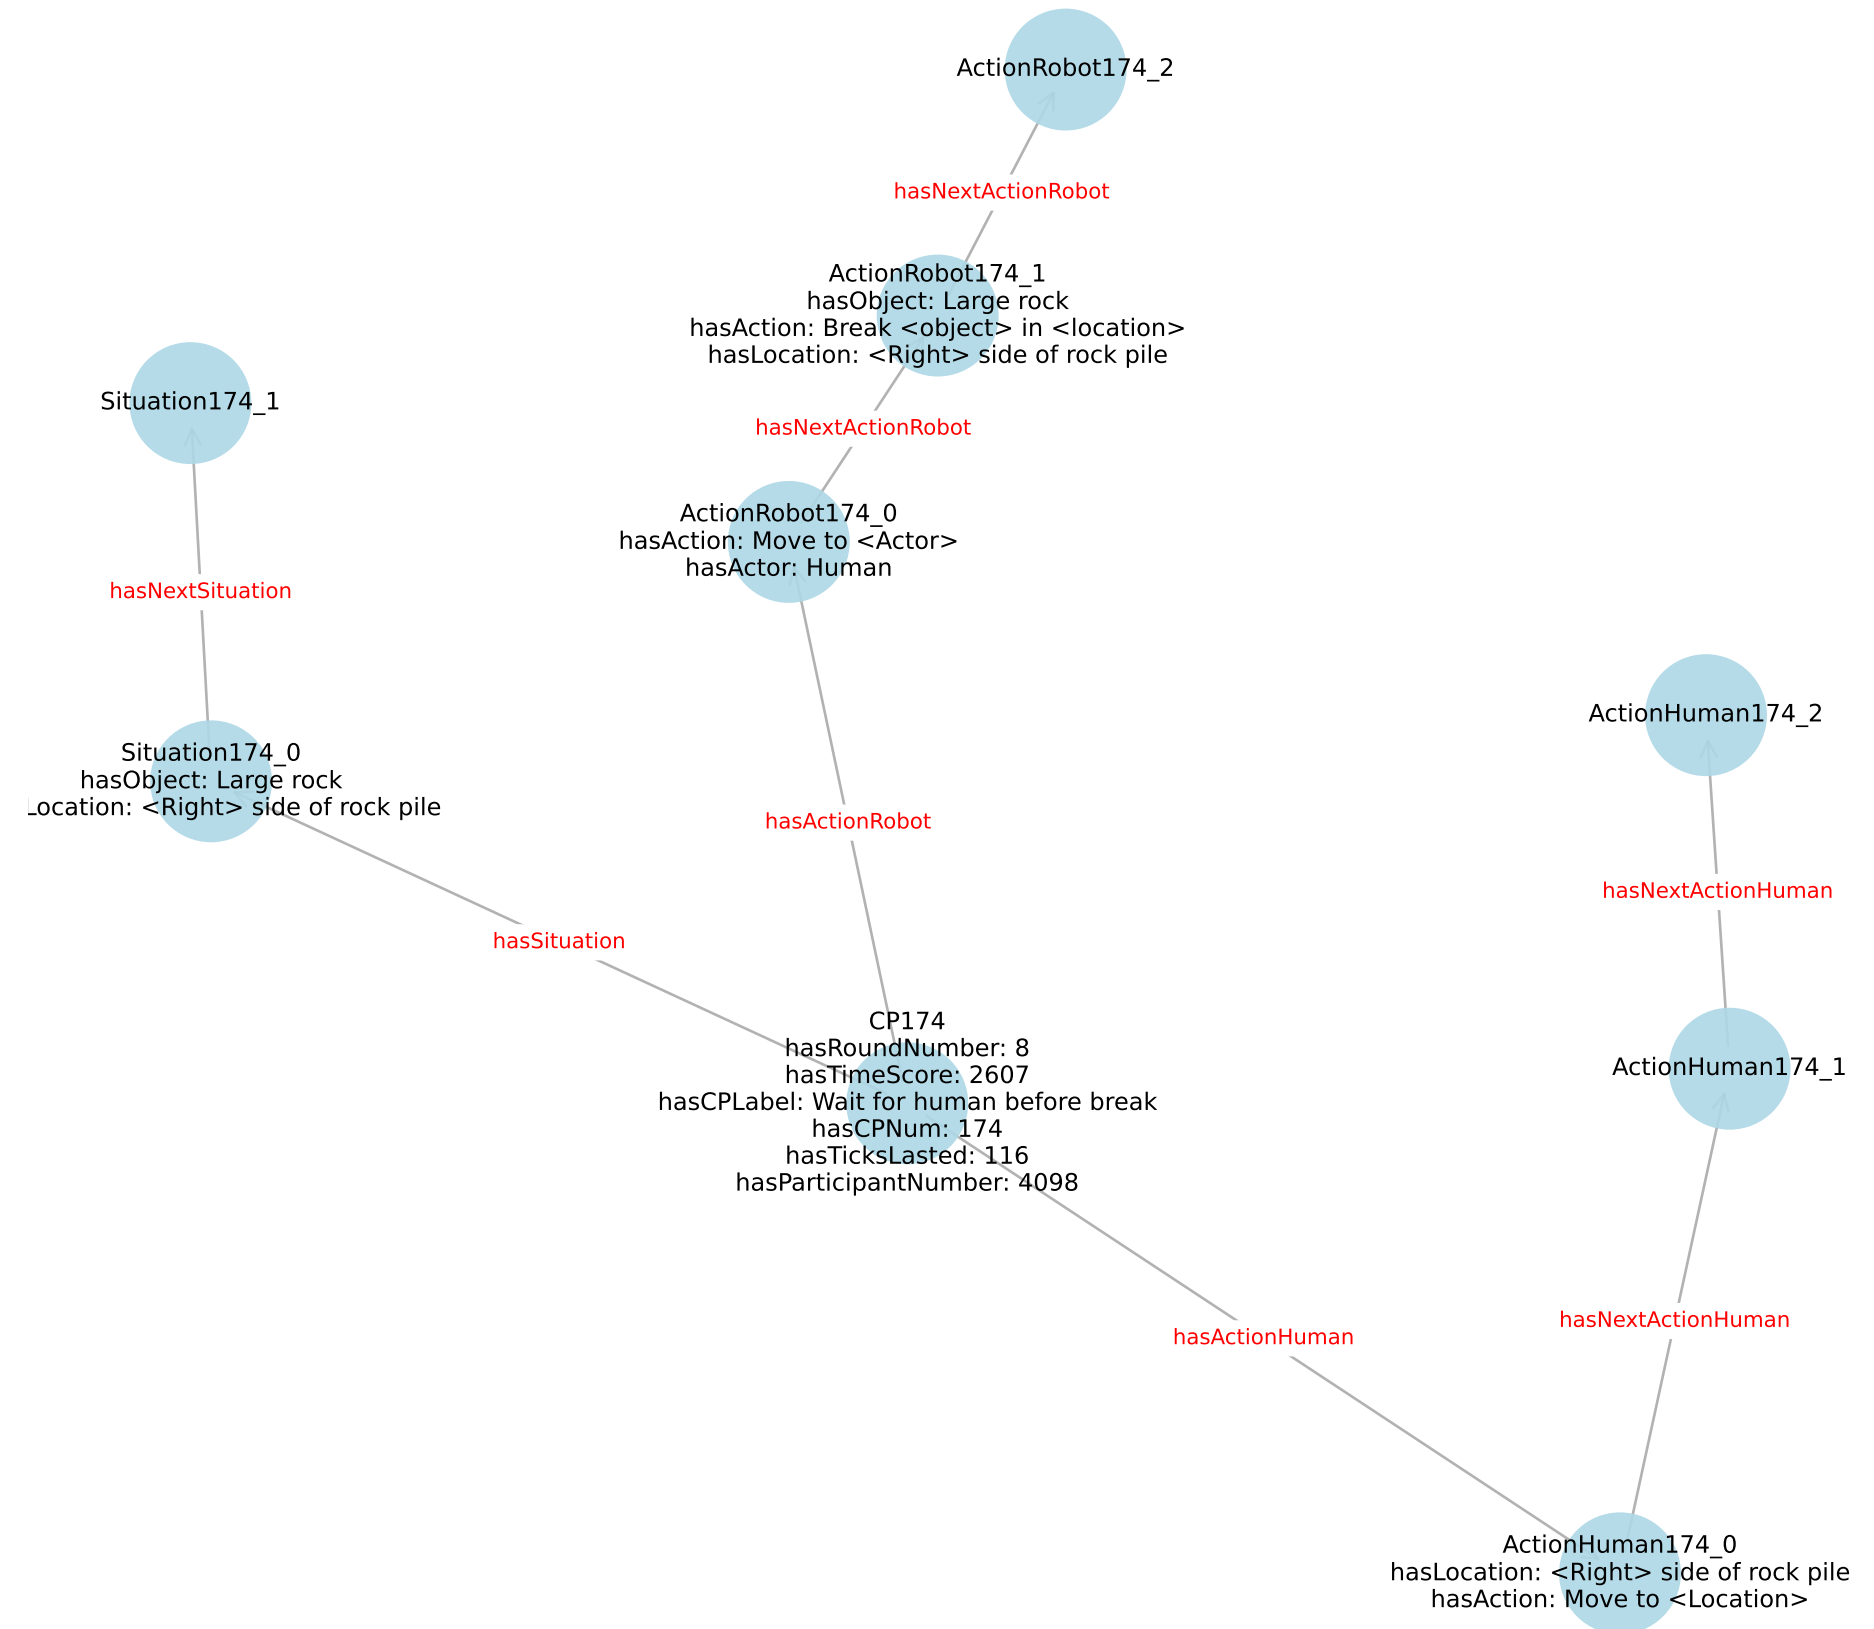 ActionRobot174_2
hasNextActionRobot
ActionRobot174_1
hasObject: Large rock
hasAction: Break <object> in <location>
hasLocation: <Right> side of rock pile
Situation174_1
hasNextActionRobot
ActionRobot174_0
hasAction: Move to <Actor>
hasActor: Human
hasNextSituation
ActionHuman174_2
Situation174_0
hasObject: Large rock
Location: <Right> side of rock pile
hasActionRobot
hasNextActionHuman
hasSituation
CP174
hasRoundNumber: 8
hasTimeScore: 2607
hasCPLabel: Wait for human before break
hasCPNum: 174
hasTicksLasted: 116
hasParticipantNumber: 4098
ActionHuman174_1
hasNextActionHuman
hasActionHuman
ActionHuman174_0
hasLocation: <Right> side of rock pile
hasAction: Move to <Location>